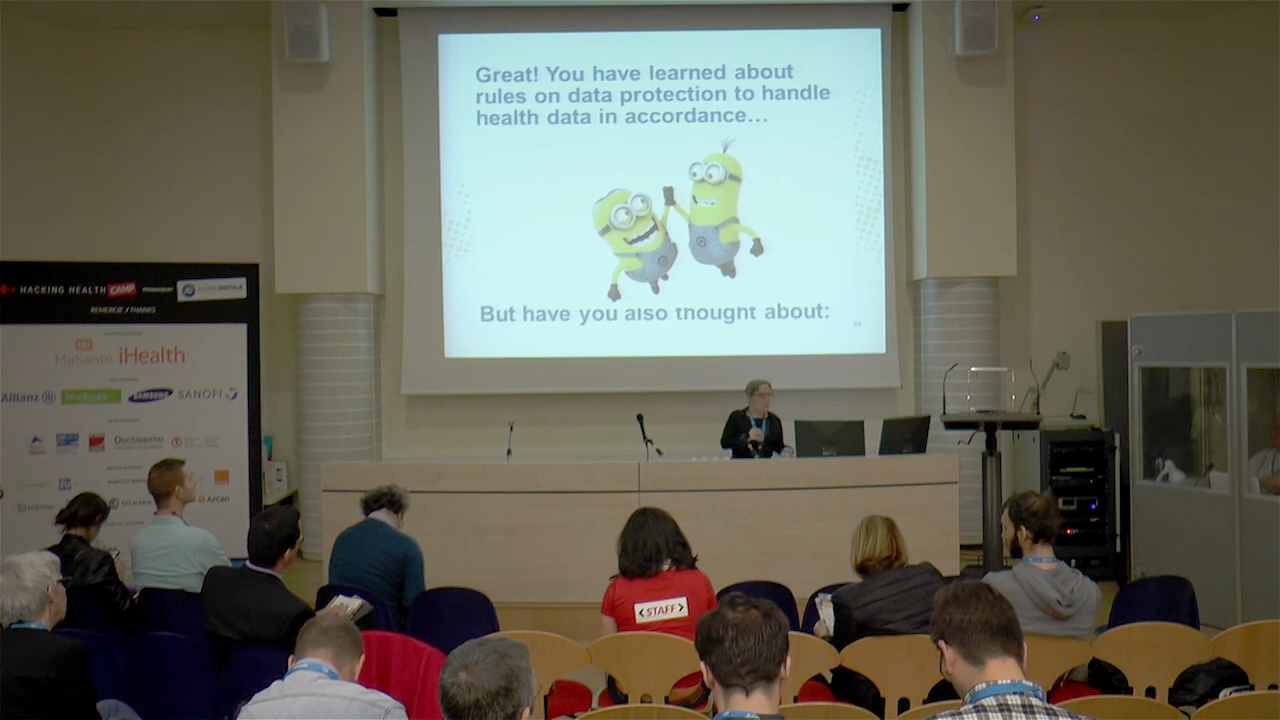 Great! You have learned about
rules on data protection to handle
health data in accordance...
But have you also thought about:
24
HACKING HEALTH CAMP
REMERCIE / THANKS
MaSanté iHealth
Allianz
SAMSUNG
SANOFI
Doctissimo
Arcan
<STAFF>